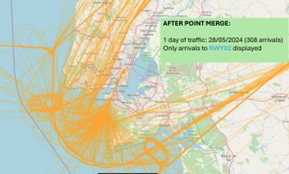 AFTER POINT MERGE:
1 day of traffic: 28/05/2024 (308 arrivals)
Only arrivals to RWY02 displayed